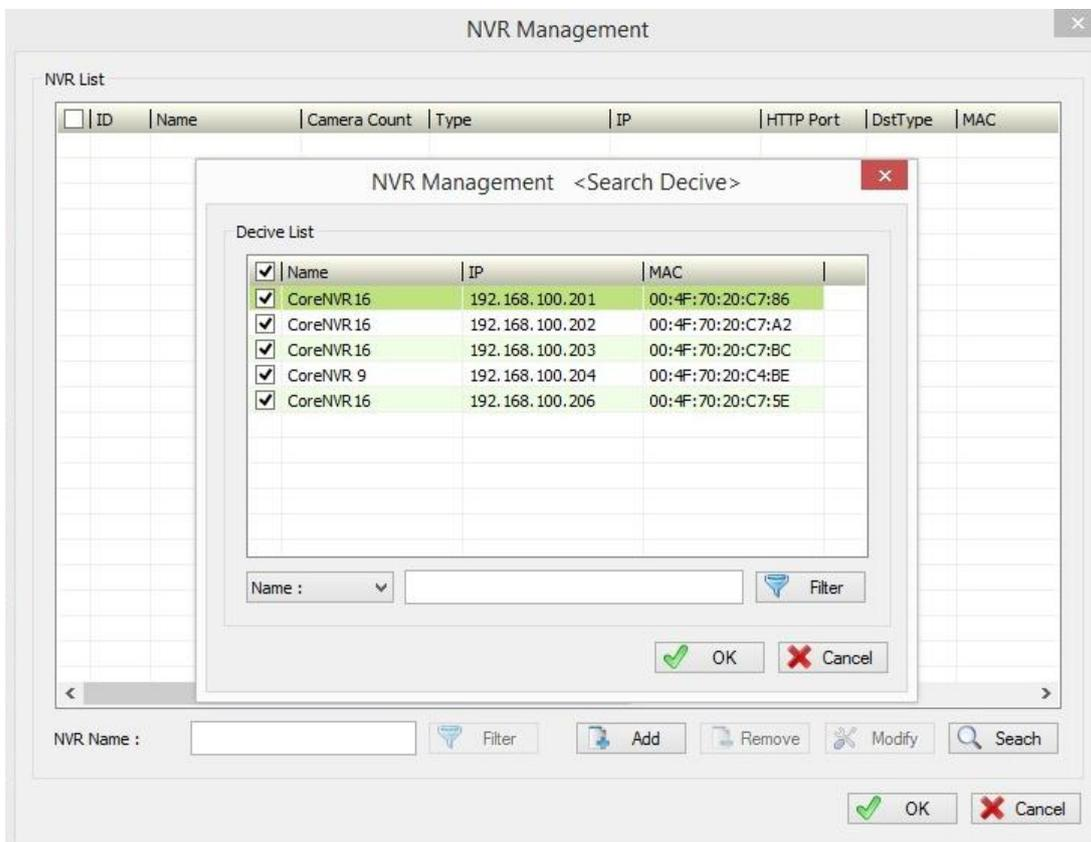 NVR Management
NVR List
ID Name Camera Count Type IP HTTP Port DstType MAC
NVR Management <Search Decive>
Decive List
Name IP MAC
CoreNVR16 192.168.100.201 00:4F:70:20:C7:86
CoreNVR16 192.168.100.202 00:4F:70:20:C7:A2
CoreNVR16 192.168.100.203 00:4F:70:20:C7:BC
CoreNVR 9 192.168.100.204 00:4F:70:20:C4:BE
CoreNVR16 192.168.100.206 00:4F:70:20:C7:5E
Name : Filter
OK Cancel
NVR Name : Filter Add Remove Modify Seach
OK Cancel